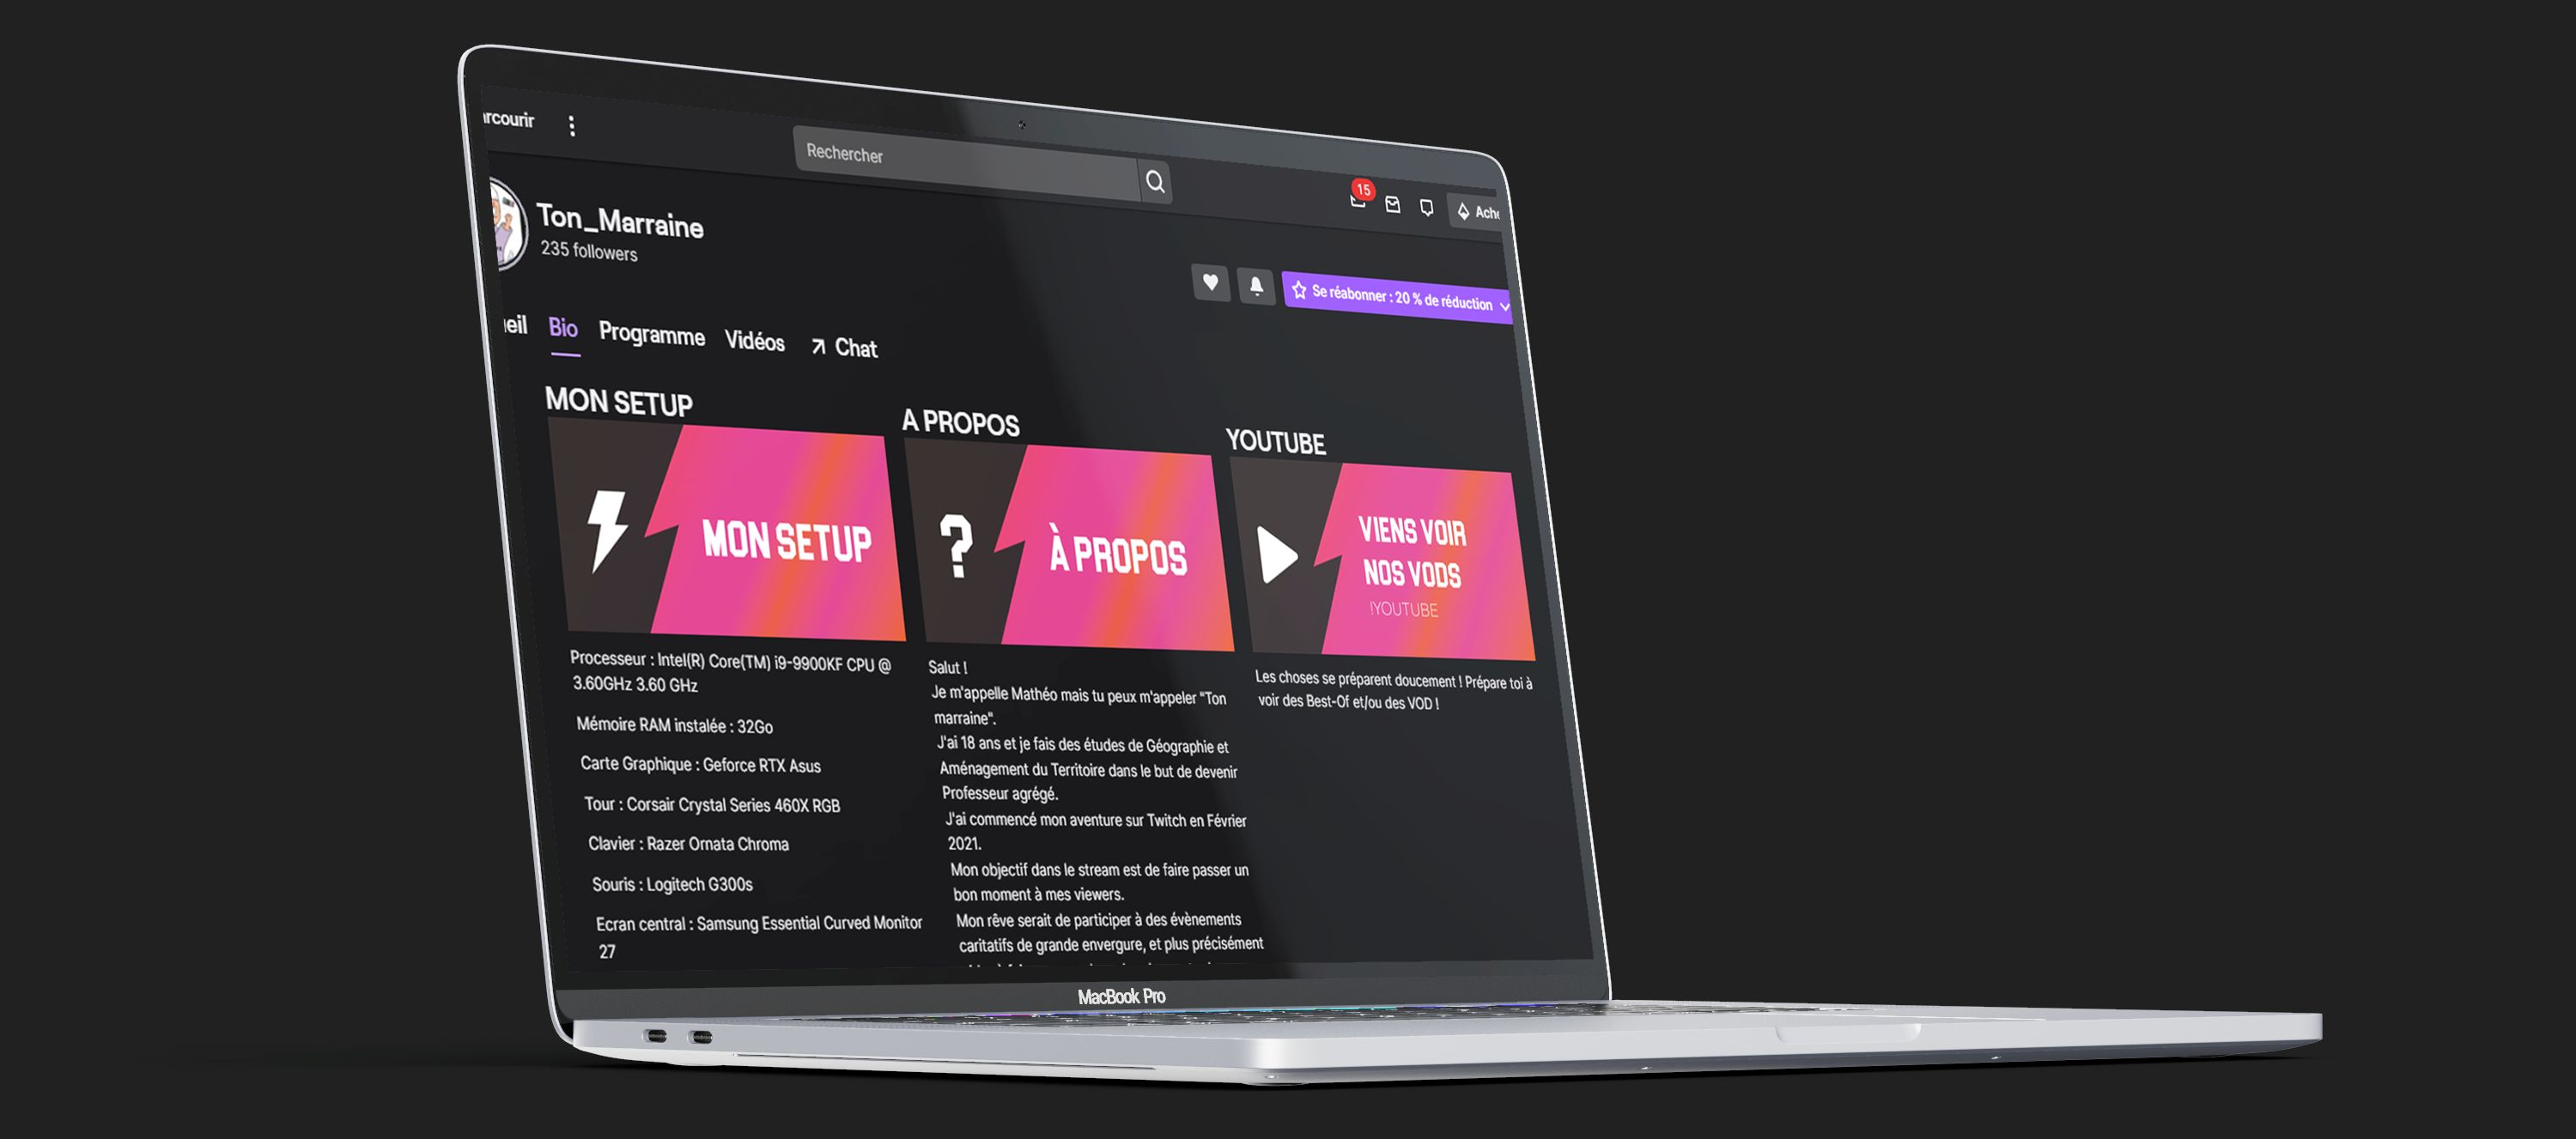 Rechercher
15
Ton_Marraine
235 followers
Se réabonner : 20 % de réduction
Bio Programme Vidéos Chat
MON SETUP
A PROPOS
YOUTUBE
MON SETUP
À PROPOS
VIENS VOIR
NOS VODS
!YOUTUBE
Processeur : Intel(R) Core(TM) i9-9900KF CPU @
3.60GHz 3.60 GHz
Mémoire RAM instalée : 32Go
Carte Graphique : Geforce RTX Asus
Tour : Corsair Crystal Series 460X RGB
Clavier : Razer Ornata Chroma
Souris : Logitech G300s
Ecran central : Samsung Essential Curved Monitor
27
Salut !
Je m'appelle Mathéo mais tu peux m'appeler "Ton
marraine".
J'ai 18 ans et je fais des études de Géographie et
Aménagement du Territoire dans le but de devenir
Professeur agrégé.
J'ai commencé mon aventure sur Twitch en Février
2021.
Mon objectif dans le stream est de faire passer un
bon moment à mes viewers.
Mon rêve serait de participer à des évènements
caritatifs de grande envergure, et plus précisément
Les choses se préparent doucement ! Prépare toi à
voir des Best-Of et/ou des VOD !
MacBook Pro